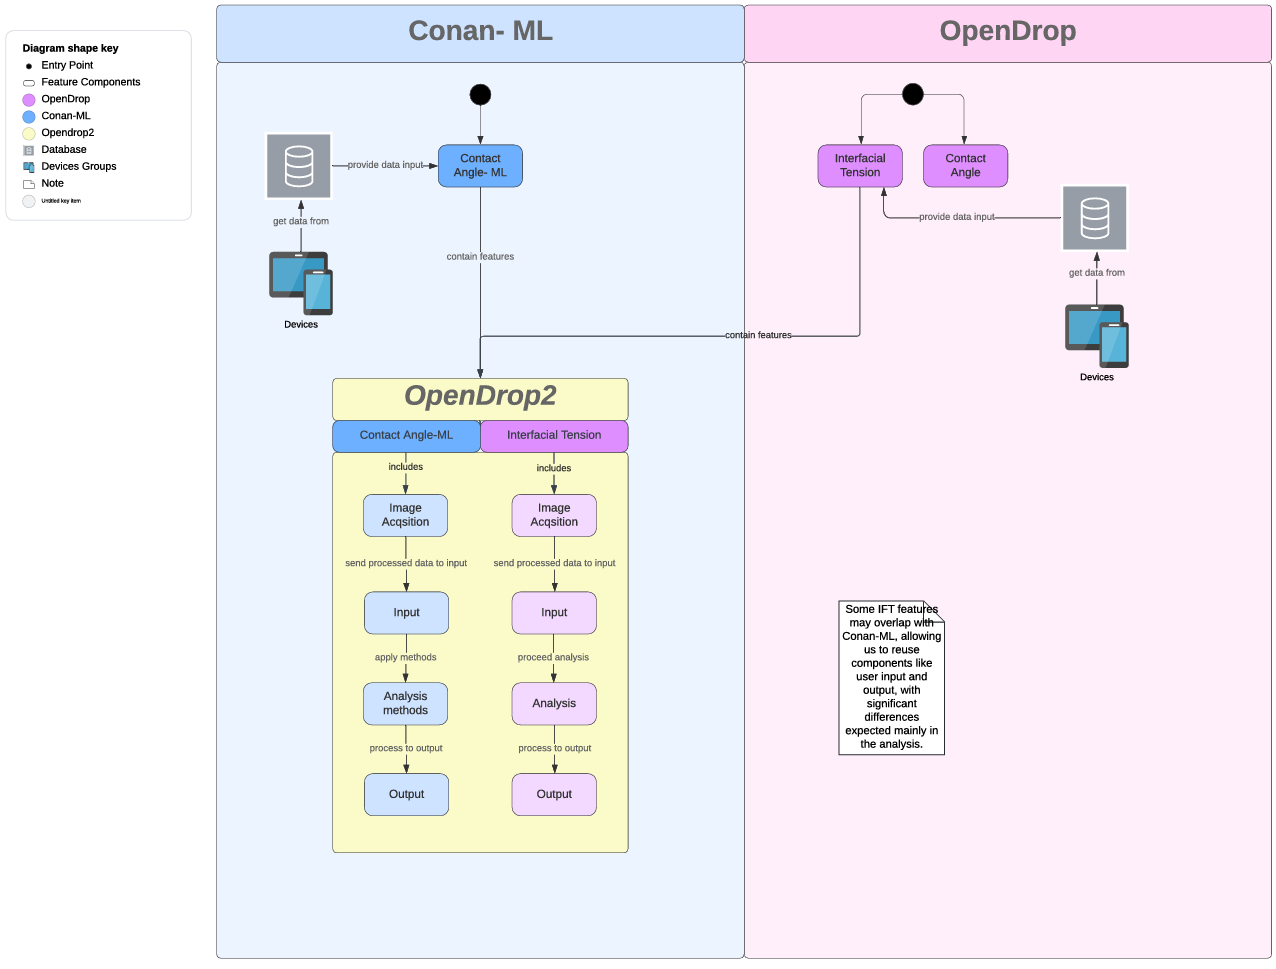 Diagram shape key
Entry Point
Feature Components
OpenDrop
Conan-ML
Opendrop2
Database
Devices Groups
Note
Untitled key item
Conan- ML
OpenDrop
Contact
Angle- ML
provide data input
get data from
Devices
contain features
Interfacial
Tension
Contact
Angle
provide data input
get data from
Devices
contain features
OpenDrop2
Contact Angle-ML
Interfacial Tension
includes
includes
Image
Acqsition
Image
Acqsition
send processed data to input
send processed data to input
Input
Input
apply methods
proceed analysis
Analysis
methods
Analysis
process to output
process to output
Output
Output
Some IFT features
may overlap with
Conan-ML, allowing
us to reuse
components like
user input and
output, with
significant
differences
expected mainly in
the analysis.